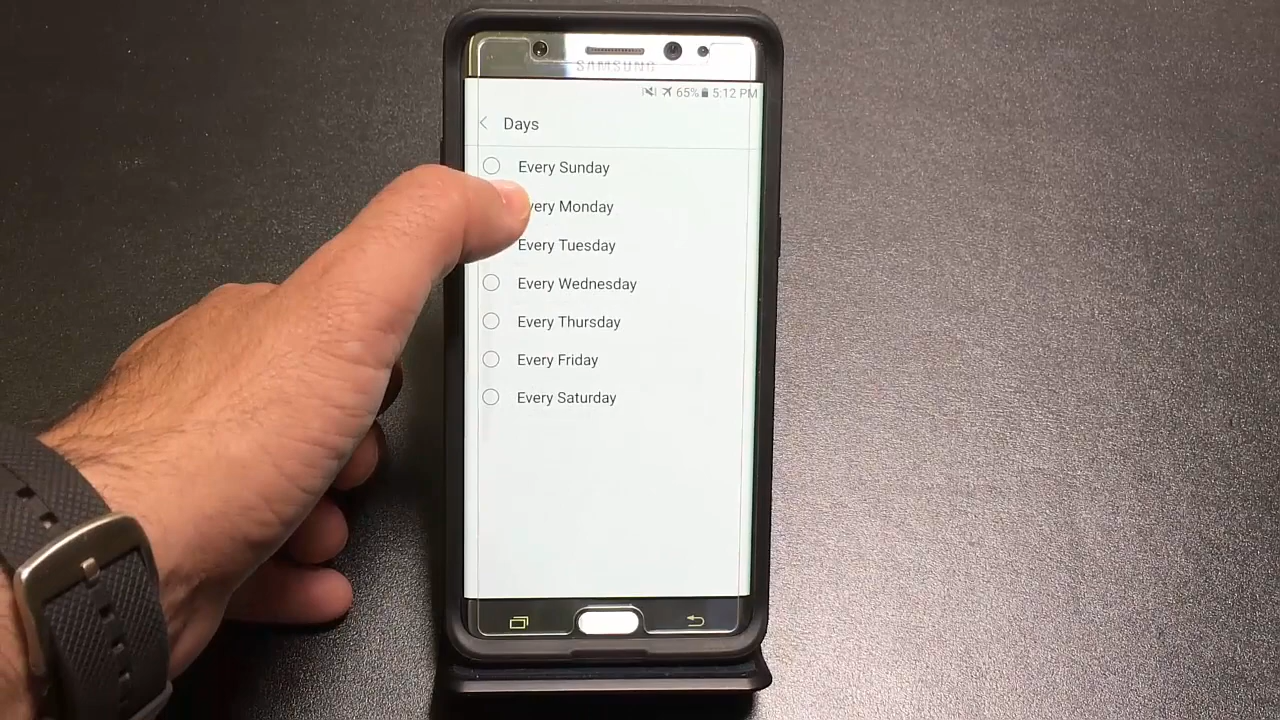 SAMSUNG
65% 5:12 PM
Days
Every Sunday
very Monday
Every Tuesday
Every Wednesday
Every Thursday
Every Friday
Every Saturday